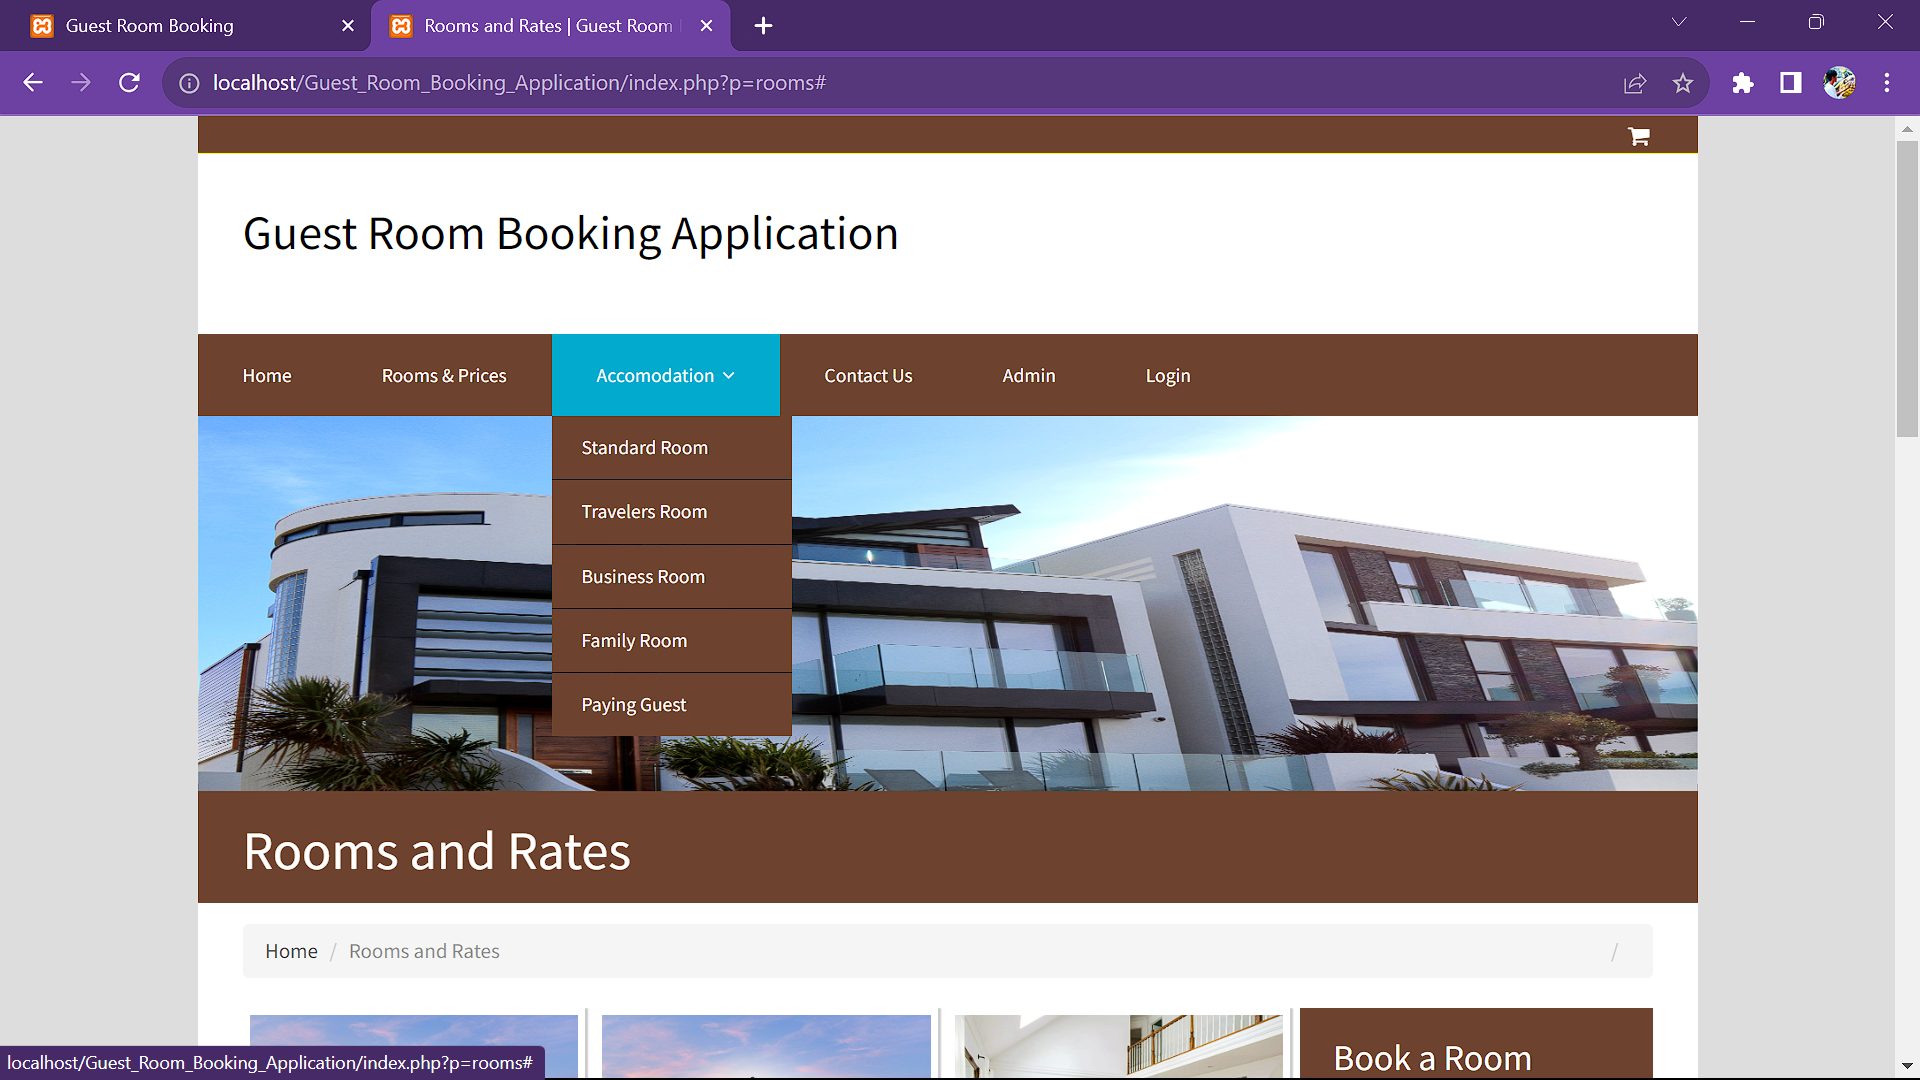 Guest Room Booking
Rooms and Rates | Guest Room
localhost/Guest_Room_Booking_Application/index.php?p=rooms#
Guest Room Booking Application
Home
Rooms & Prices
Accomodation
Contact Us
Admin
Login
Standard Room
Travelers Room
Business Room
Family Room
Paying Guest
Rooms and Rates
Home / Rooms and Rates /
Book a Room
localhost/Guest_Room_Booking_Application/index.php?p=rooms#